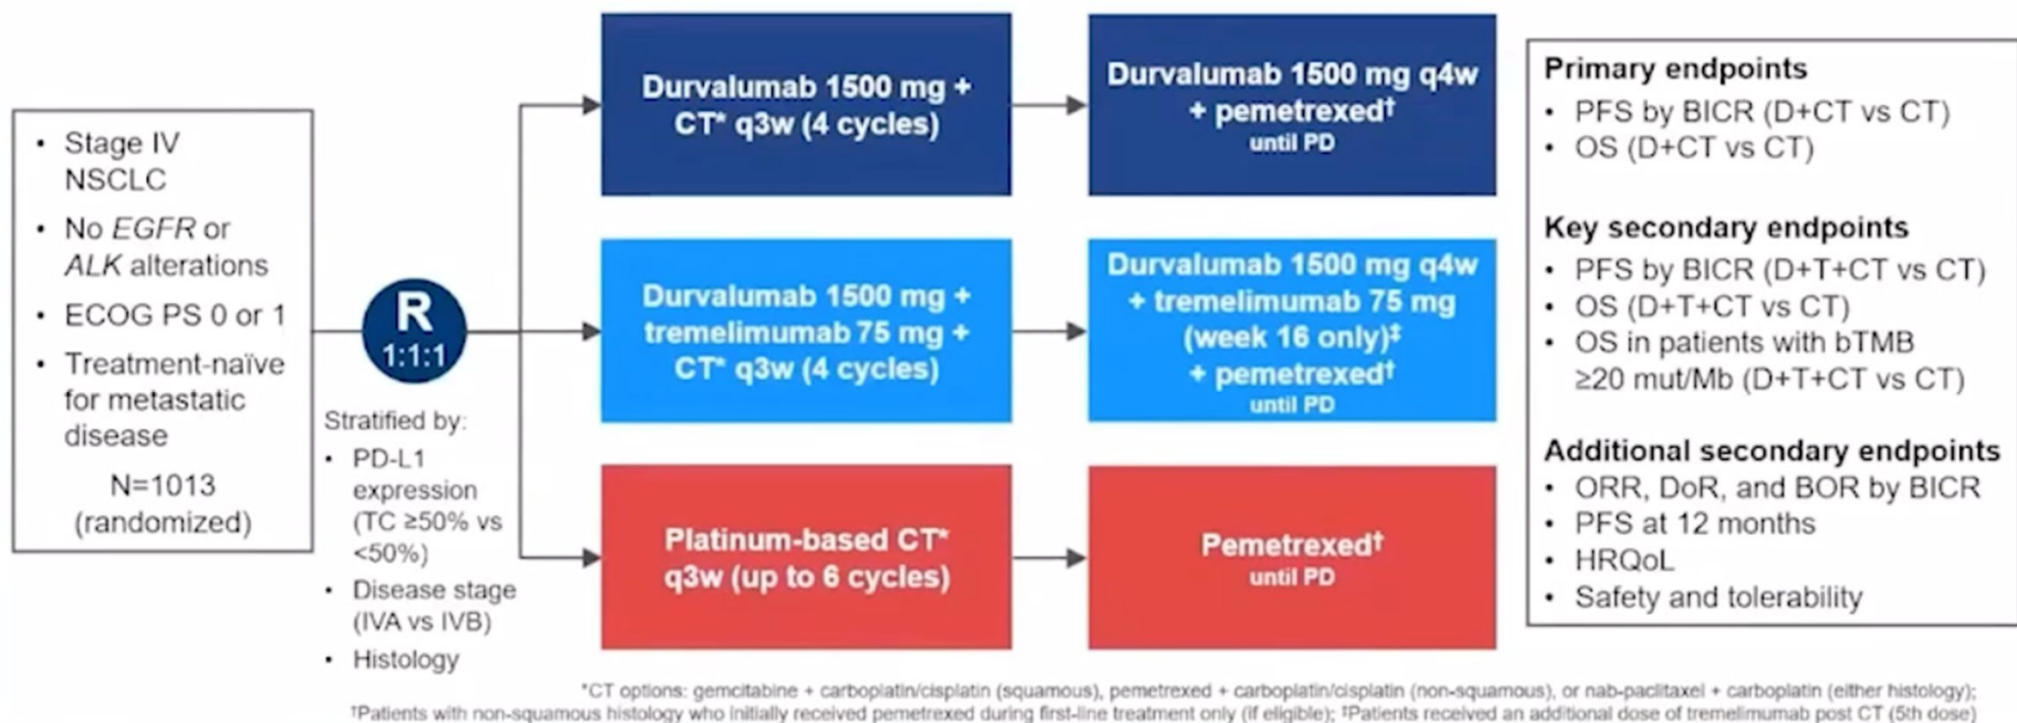 • Stage IV
NSCLC
• No EGFR or
ALK alterations
• ECOG PS 0 or 1
• Treatment-naïve
for metastatic
disease
N=1013
(randomized)
R
1:1:1
Stratified by:
• PD-L1
expression
(TC ≥50% vs
<50%)
• Disease stage
(IVA vs IVB)
• Histology
Durvalumab 1500 mg +
CT* q3w (4 cycles)
Durvalumab 1500 mg q4w
+ pemetrexed†
until PD
Durvalumab 1500 mg +
tremelimumab 75 mg +
CT* q3w (4 cycles)
Durvalumab 1500 mg q4w
+ tremelimumab 75 mg
(week 16 only)‡
+ pemetrexed†
until PD
Platinum-based CT*
q3w (up to 6 cycles)
Pemetrexed†
until PD
Primary endpoints
• PFS by BICR (D+CT vs CT)
• OS (D+CT vs CT)
Key secondary endpoints
• PFS by BICR (D+T+CT vs CT)
• OS (D+T+CT vs CT)
• OS in patients with bTMB
≥20 mut/Mb (D+T+CT vs CT)
Additional secondary endpoints
• ORR, DoR, and BOR by BICR
• PFS at 12 months
• HRQoL
• Safety and tolerability
*CT options: gemcitabine + carboplatin/cisplatin (squamous), pemetrexed + carboplatin/cisplatin (non-squamous), or nab-paclitaxel + carboplatin (either histology);
†Patients with non-squamous histology who initially received pemetrexed during first-line treatment only (if eligible); ‡Patients received an additional dose of tremelimumab post CT (5th dose)